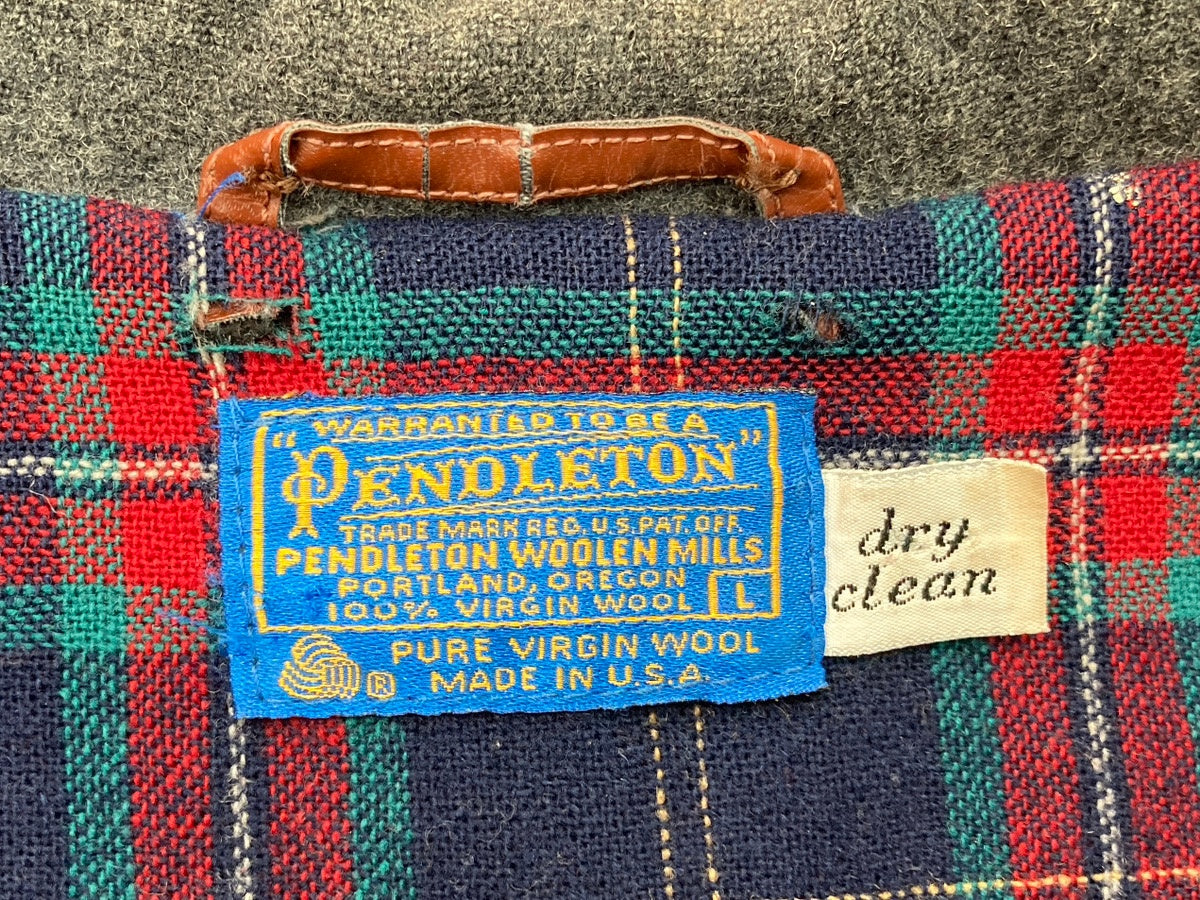 WARRANTED TO BE A
"PENDLETON"
TRADE MARK REG. U.S. PAT. OFF.
PENDLETON WOOLEN MILLS
PORTLAND, OREGON
100% VIRGIN WOOL L
PURE VIRGIN WOOL
® MADE IN U.S.A.
dry
clean